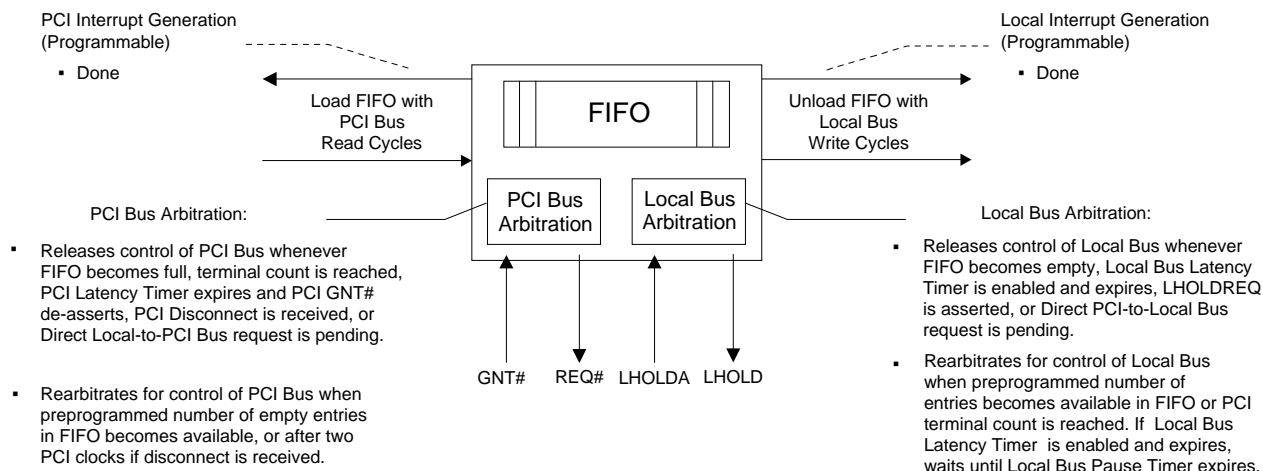 PCI Interrupt Generation
(Programmable)
▪ Done
Local Interrupt Generation
(Programmable)
▪ Done
Load FIFO with
PCI Bus
Read Cycles
FIFO
Unload FIFO with
Local Bus
Write Cycles
PCI Bus
Arbitration
Local Bus
Arbitration
PCI Bus Arbitration:
▪ Releases control of PCI Bus whenever
FIFO becomes full, terminal count is reached,
PCI Latency Timer expires and PCI GNT#
de-asserts, PCI Disconnect is received, or
Direct Local-to-PCI Bus request is pending.
▪ Rearbitrates for control of PCI Bus when
preprogrammed number of empty entries
in FIFO becomes available, or after two
PCI clocks if disconnect is received.
GNT# REQ# LHOLDA LHOLD
Local Bus Arbitration:
▪ Releases control of Local Bus whenever
FIFO becomes empty, Local Bus Latency
Timer is enabled and expires, LHOLDREQ
is asserted, or Direct PCI-to-Local Bus
request is pending.
▪ Rearbitrates for control of Local Bus
when preprogrammed number of
entries becomes available in FIFO or PCI
terminal count is reached. If Local Bus
Latency Timer is enabled and expires,
waits until Local Bus Pause Timer expires.